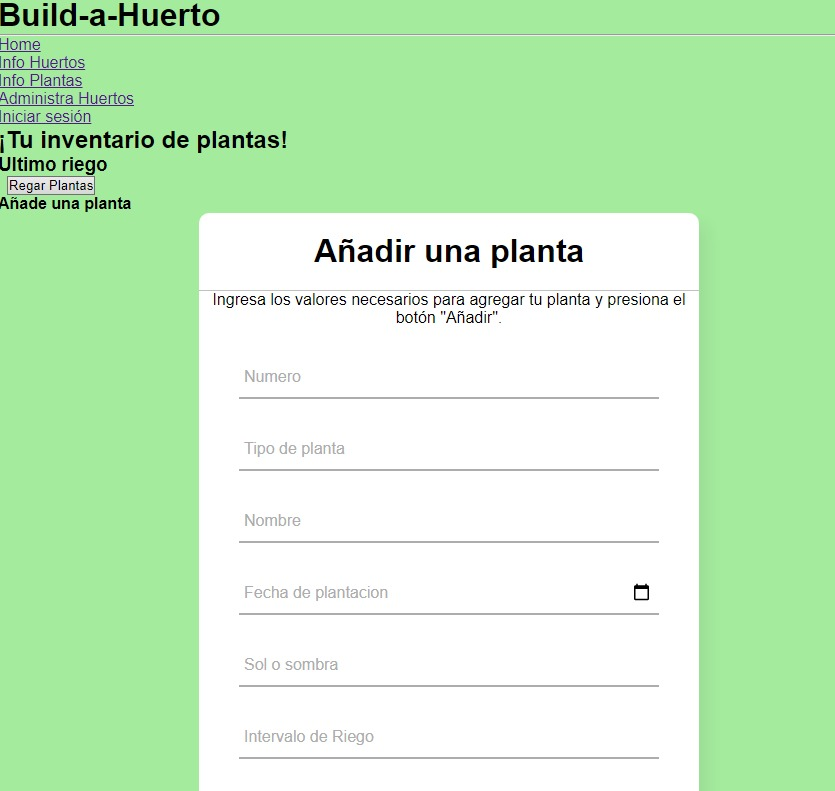 Build-a-Huerto
Home
Info Huertos
Info Plantas
Administra Huertos
Iniciar sesión
¡Tu inventario de plantas!
Ultimo riego
Regar Plantas
Añade una planta
Añadir una planta
Ingresa los valores necesarios para agregar tu planta y presiona el
botón "Añadir".
Numero
Tipo de planta
Nombre
Fecha de plantacion
Sol o sombra
Intervalo de Riego